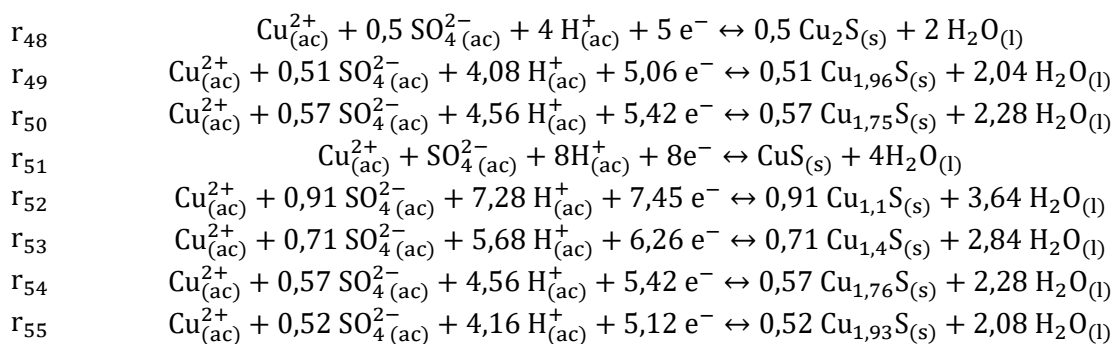 r₄₈ Cu²⁺(ac) + 0,5 SO₄²⁻(ac) + 4 H⁺(ac) + 5 e⁻ ↔ 0,5 Cu₂S(s) + 2 H₂O(l)
r₄₉ Cu²⁺(ac) + 0,51 SO₄²⁻(ac) + 4,08 H⁺(ac) + 5,06 e⁻ ↔ 0,51 Cu₁,₉₆S(s) + 2,04 H₂O(l)
r₅₀ Cu²⁺(ac) + 0,57 SO₄²⁻(ac) + 4,56 H⁺(ac) + 5,42 e⁻ ↔ 0,57 Cu₁,₇₅S(s) + 2,28 H₂O(l)
r₅₁ Cu²⁺(ac) + SO₄²⁻(ac) + 8H⁺(ac) + 8e⁻ ↔ CuS(s) + 4H₂O(l)
r₅₂ Cu²⁺(ac) + 0,91 SO₄²⁻(ac) + 7,28 H⁺(ac) + 7,45 e⁻ ↔ 0,91 Cu₁,₁S(s) + 3,64 H₂O(l)
r₅₃ Cu²⁺(ac) + 0,71 SO₄²⁻(ac) + 5,68 H⁺(ac) + 6,26 e⁻ ↔ 0,71 Cu₁,₄S(s) + 2,84 H₂O(l)
r₅₄ Cu²⁺(ac) + 0,57 SO₄²⁻(ac) + 4,56 H⁺(ac) + 5,42 e⁻ ↔ 0,57 Cu₁,₇₆S(s) + 2,28 H₂O(l)
r₅₅ Cu²⁺(ac) + 0,52 SO₄²⁻(ac) + 4,16 H⁺(ac) + 5,12 e⁻ ↔ 0,52 Cu₁,₉₃S(s) + 2,08 H₂O(l)